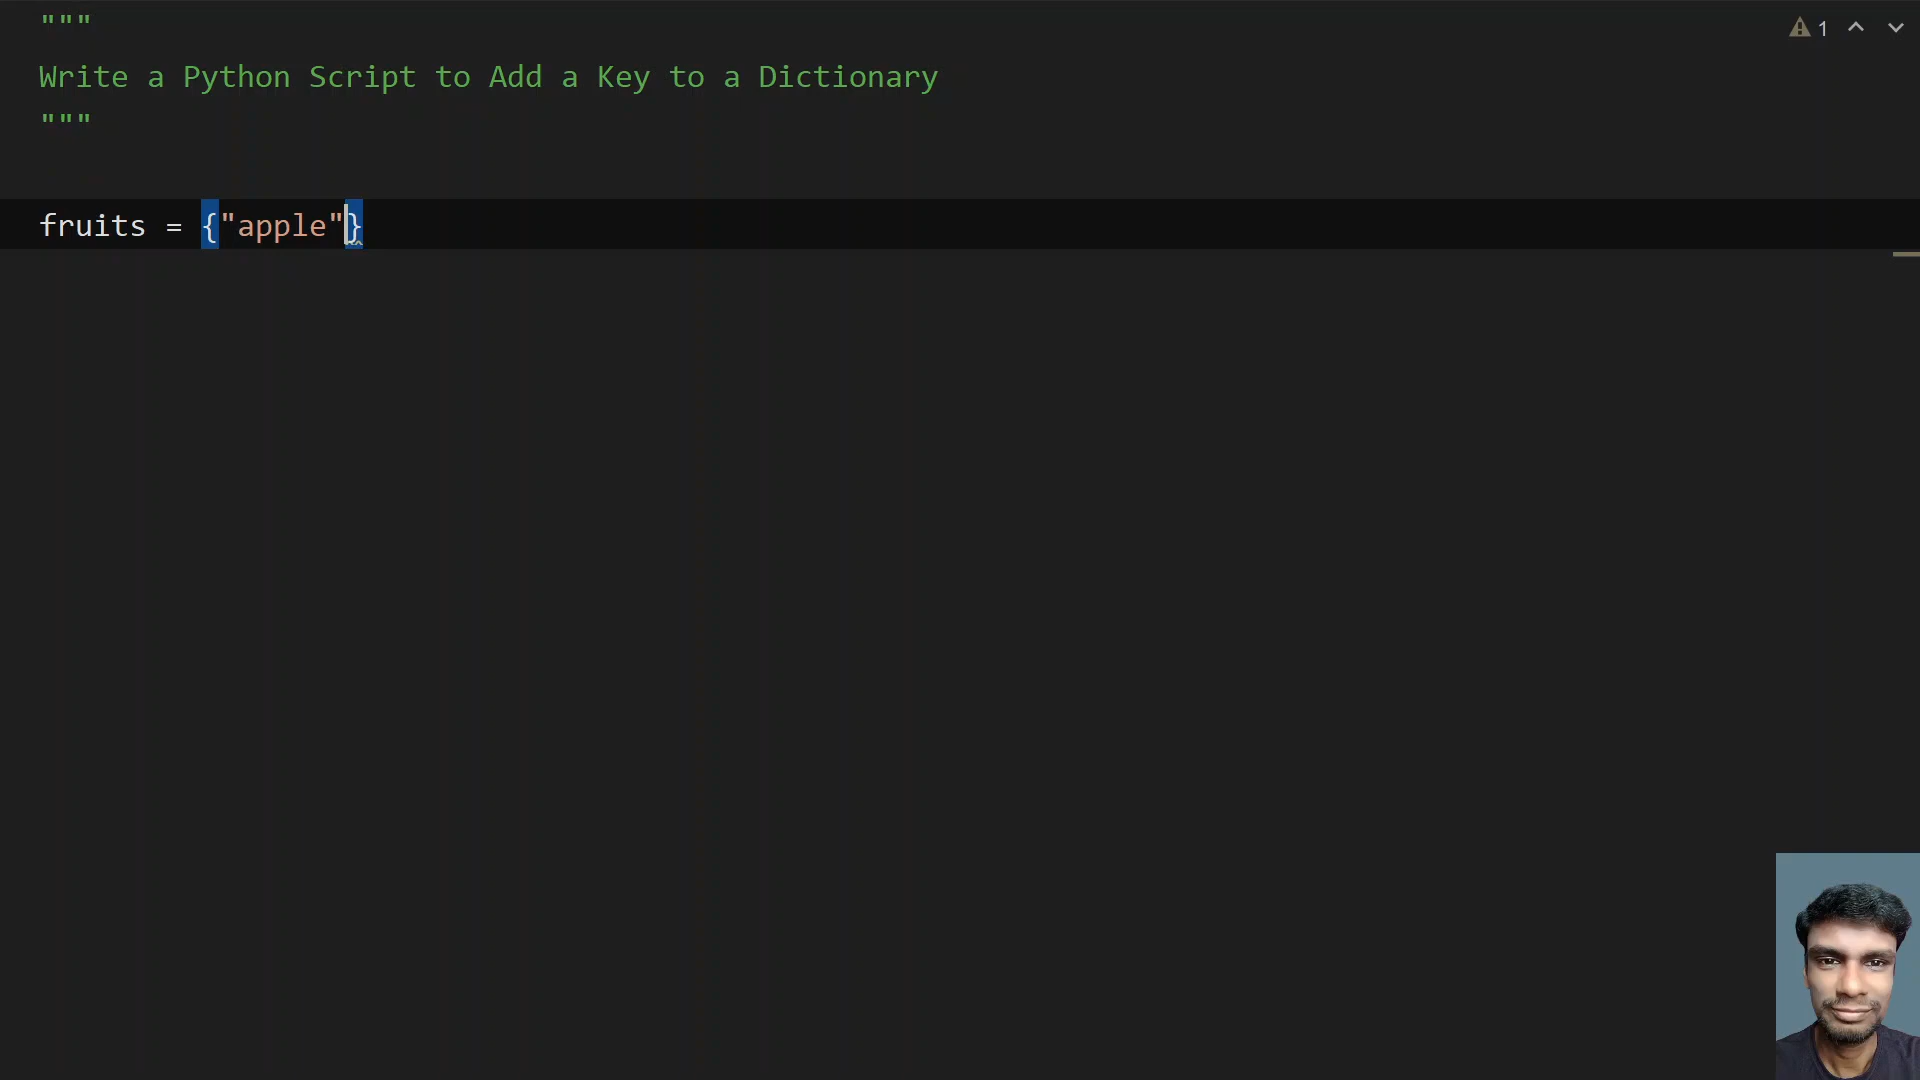 """
Write a Python Script to Add a Key to a Dictionary
"""
fruits = {"apple"}
1